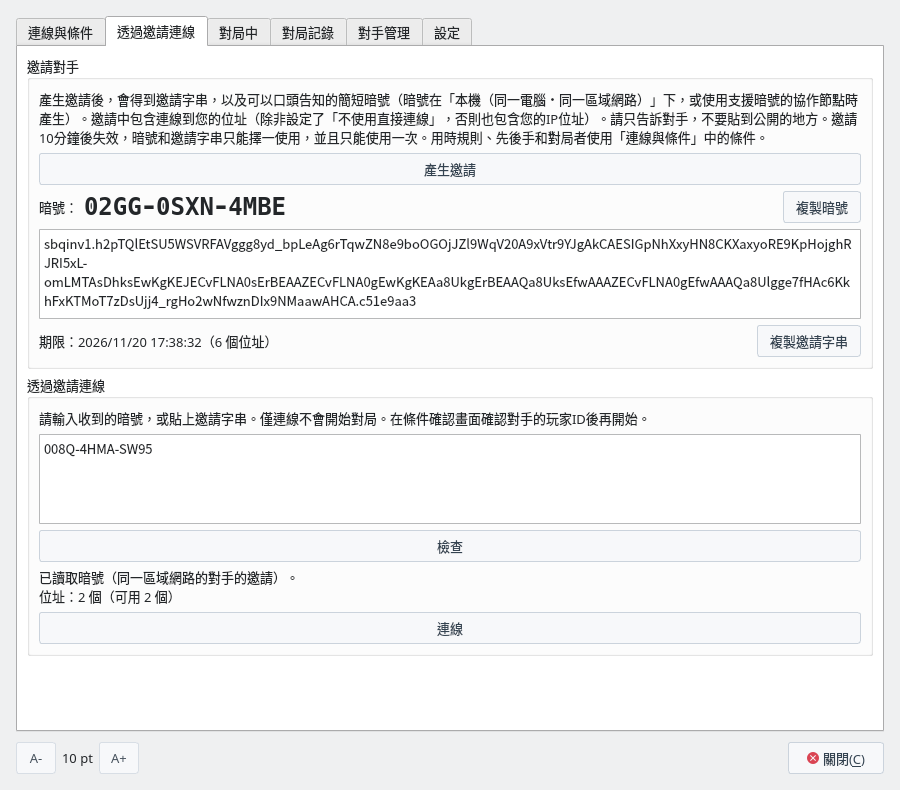 連線與條件 透過邀請連線 對局中 對局記錄 對手管理 設定
邀請對手
產生邀請後，會得到邀請字串，以及可以口頭告知的簡短暗號（暗號在「本機（同一電腦・同一區域網路）」下，或使用支援暗號的協作節點時
產生）。邀請中包含連線到您的位址（除非設定了「不使用直接連線」，否則也包含您的IP位址）。請只告訴對手，不要貼到公開的地方。邀請
10分鐘後失效，暗號和邀請字串只能擇一使用，並且只能使用一次。用時規則、先後手和對局者使用「連線與條件」中的條件。
產生邀請
暗號： 02GG-0SXN-4MBE 複製暗號
sbqinv1.h2pTQlEtSU5WSVRFAVggg8yd_bpLeAg6rTqwZN8e9boOGOjJZl9WqV20A9xVtr9YJgAkCAESIGpNhXxyHN8CKXaxyoRE9KpHojghR
JRI5xL-
omLMTAsDhksEwKgKEJECvFLNA0sErBEAAZECvFLNA0gEwKgKEAa8UkgErBEAAQa8UksEfwAAAZECvFLNA0gEfwAAAQa8Ulgge7fHAc6Kk
hFxKTMoT7zDsUjj4_rgHo2wNfwznDIx9NMaawAHCA.c51e9aa3
期限：2026/11/20 17:38:32（6 個位址） 複製邀請字串
透過邀請連線
請輸入收到的暗號，或貼上邀請字串。僅連線不會開始對局。在條件確認畫面確認對手的玩家ID後再開始。
008Q-4HMA-SW95
檢查
已讀取暗號（同一區域網路的對手的邀請）。
位址：2 個（可用 2 個）
連線
A- 10 pt A+ 關閉(C)